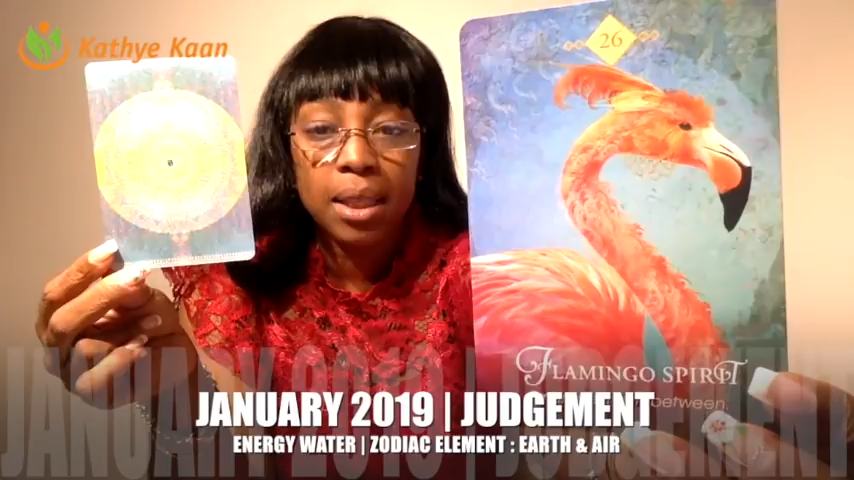 Kathye Kaan
26
FLAMINGO SPIRIT
between.
JANUARY 2019 | JUDGEMENT
JANUARY 2019 | JUDGEMENT
ENERGY WATER | ZODIAC ELEMENT : EARTH & AIR